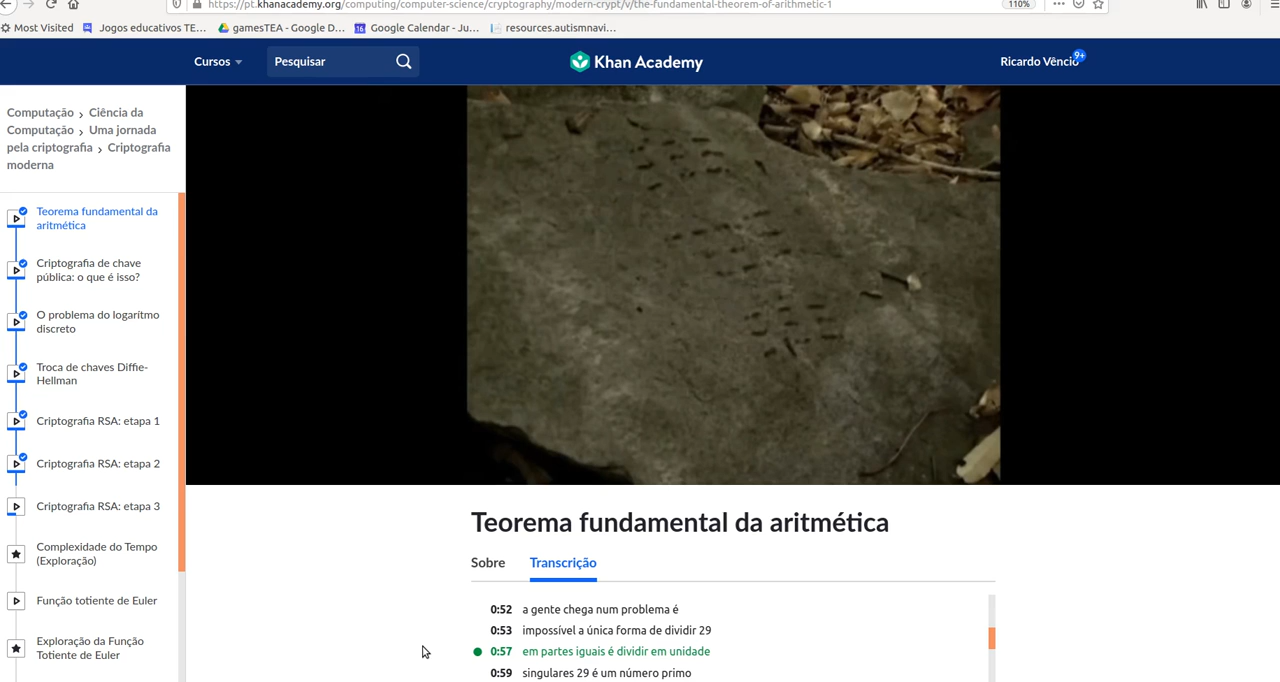 https://pt.khanacademy.org/computing/computer-science/cryptography/modern-crypt/v/the-fundamental-theorem-of-arithmetic-1
110%
Most Visited
Jogos educativos TE...
gamesTEA - Google D...
16
Google Calendar - Ju...
resources.autismnavi...
Cursos
Pesquisar
Khan Academy
Ricardo Vêncio
9+
Computação > Ciência da
Computação > Uma jornada
pela criptografia > Criptografia
moderna
Teorema fundamental da
aritmética
Criptografia de chave
pública: o que é isso?
O problema do logarítmo
discreto
Troca de chaves Diffie-
Hellman
Criptografia RSA: etapa 1
Criptografia RSA: etapa 2
Criptografia RSA: etapa 3
Complexidade do Tempo
(Exploração)
Função totiente de Euler
Exploração da Função
Totiente de Euler
Teorema fundamental da aritmética
Sobre
Transcrição
0:52 a gente chega num problema é
0:53 impossível a única forma de dividir 29
0:57 em partes iguais é dividir em unidade
0:59 singulares 29 é um número primo